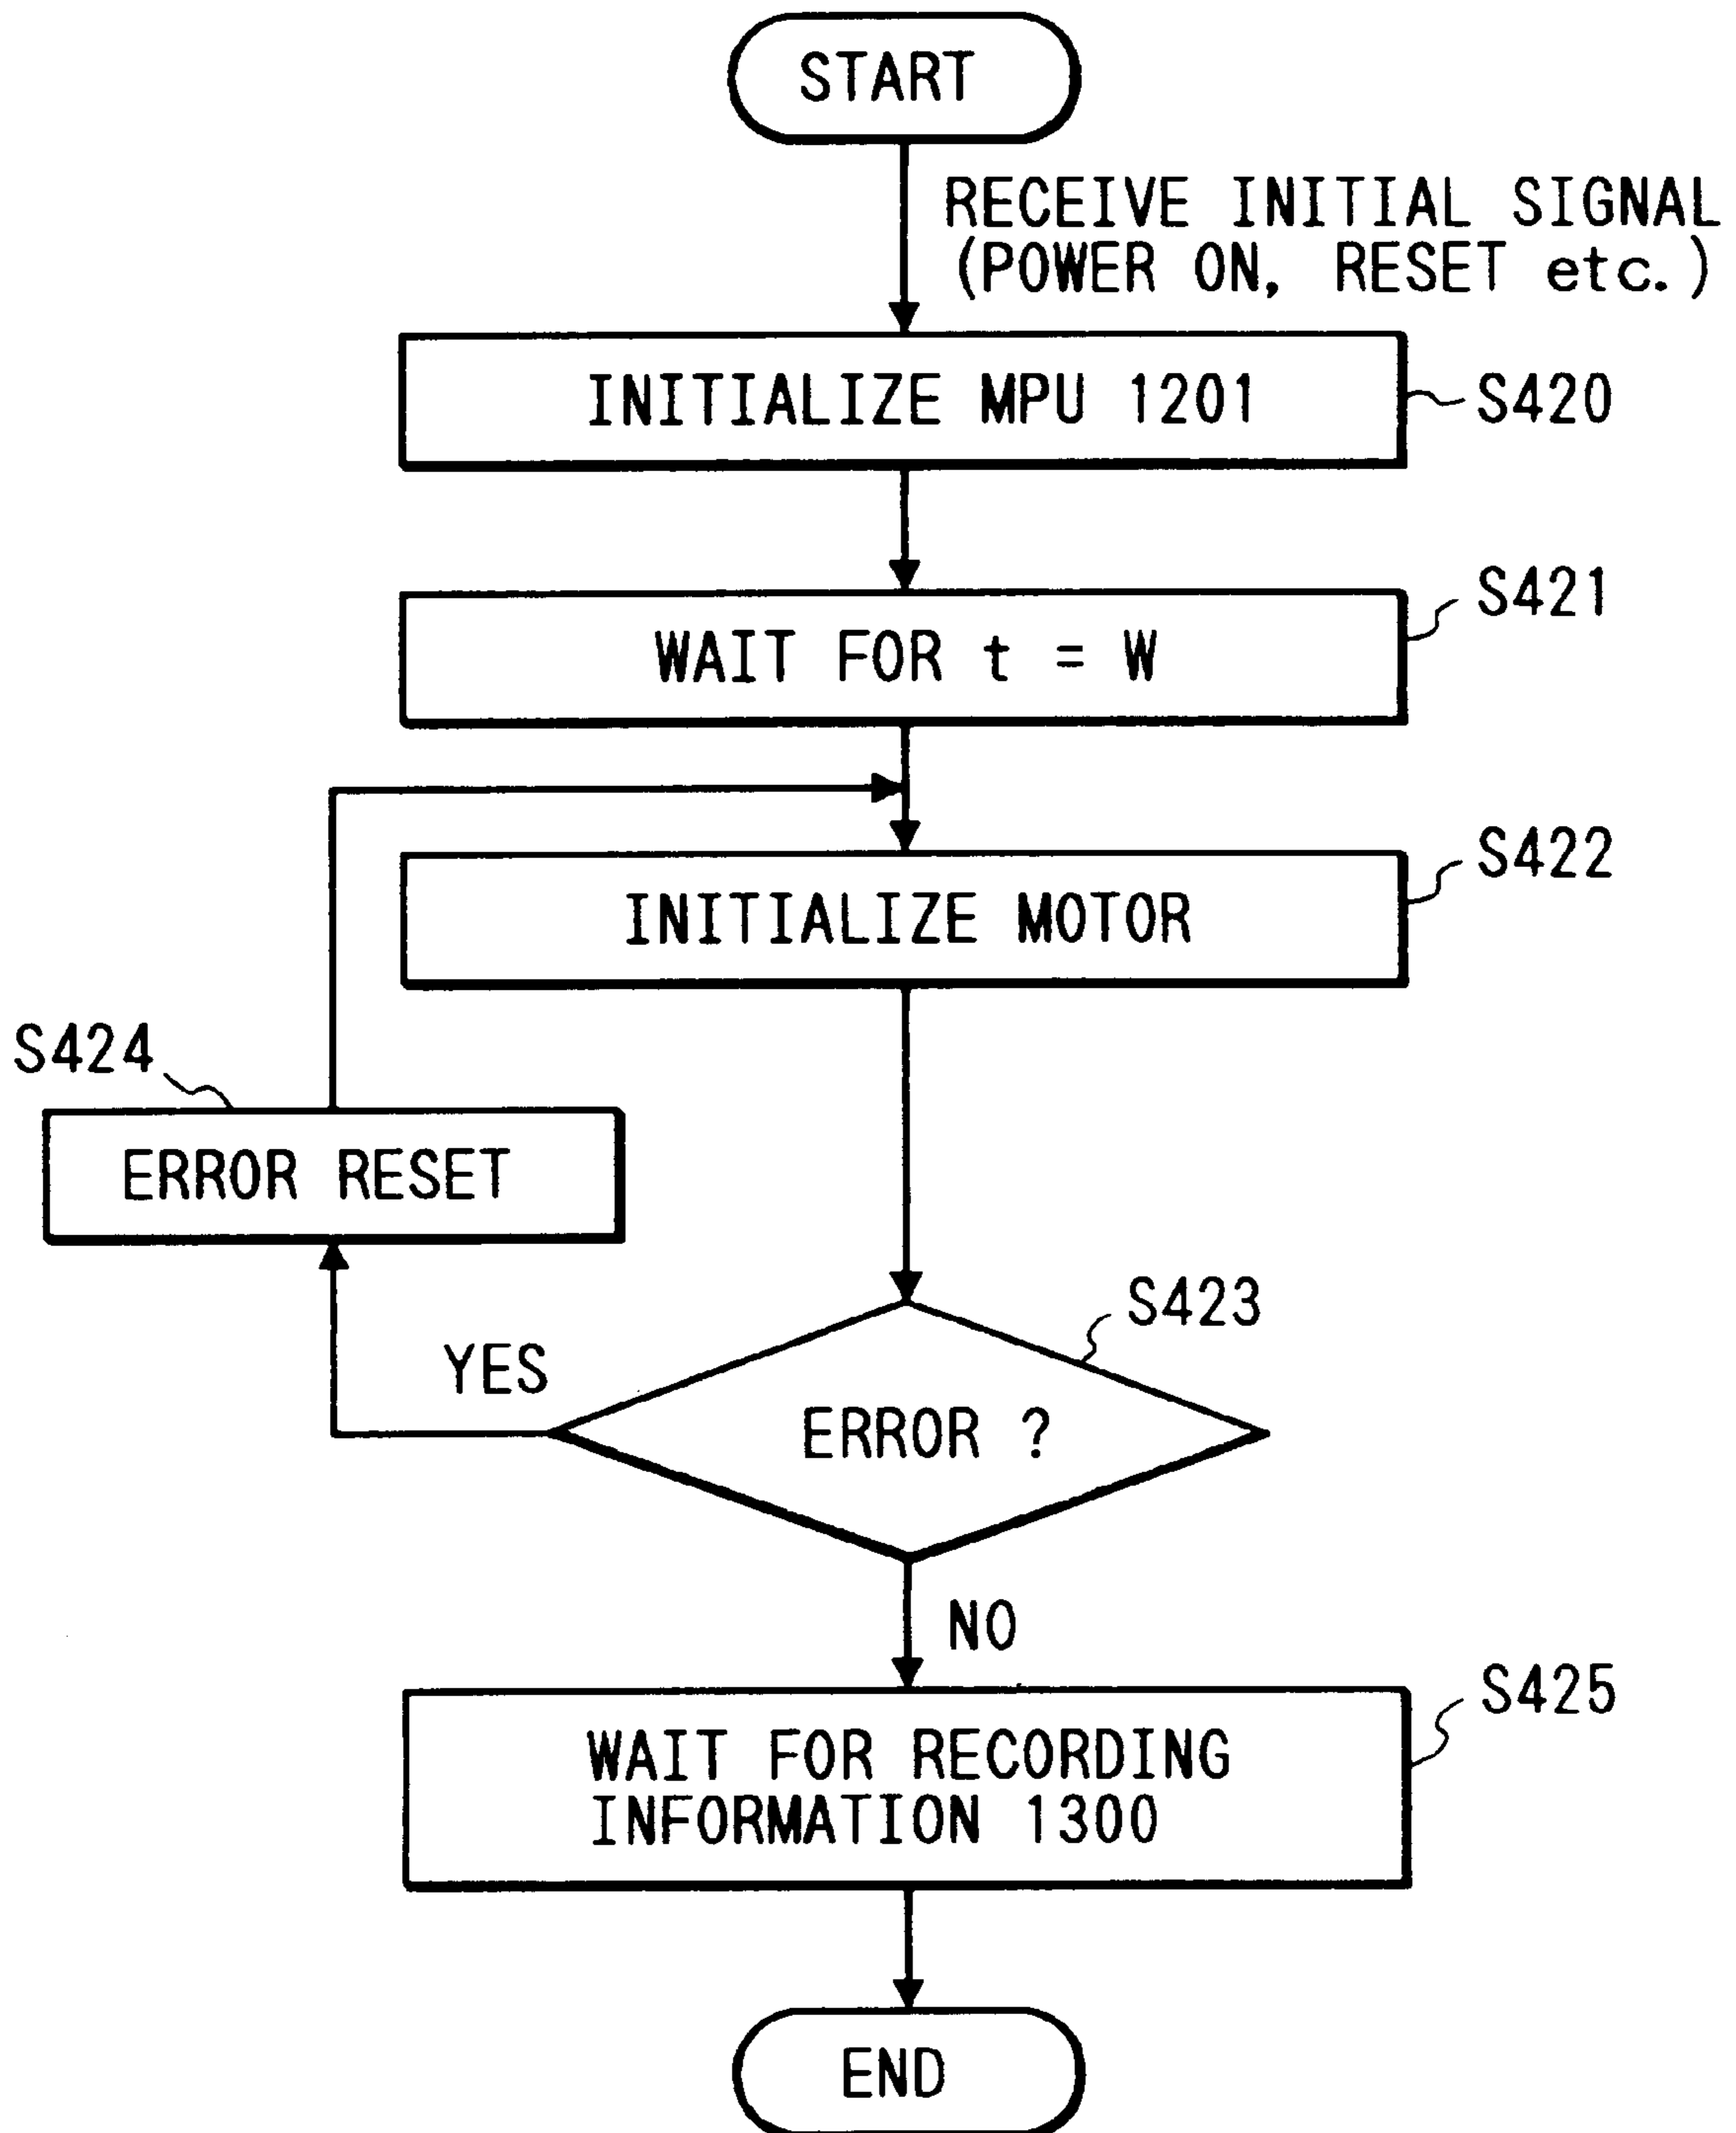 START
RECEIVE INITIAL SIGNAL
(POWER ON, RESET etc.)
INITIALIZE MPU 1201
S420
S421
WAIT FOR t = W
S422
INITIALIZE MOTOR
S424
ERROR RESET
S423
YES
ERROR ?
NO
S425
WAIT FOR RECORDING
INFORMATION 1300
END